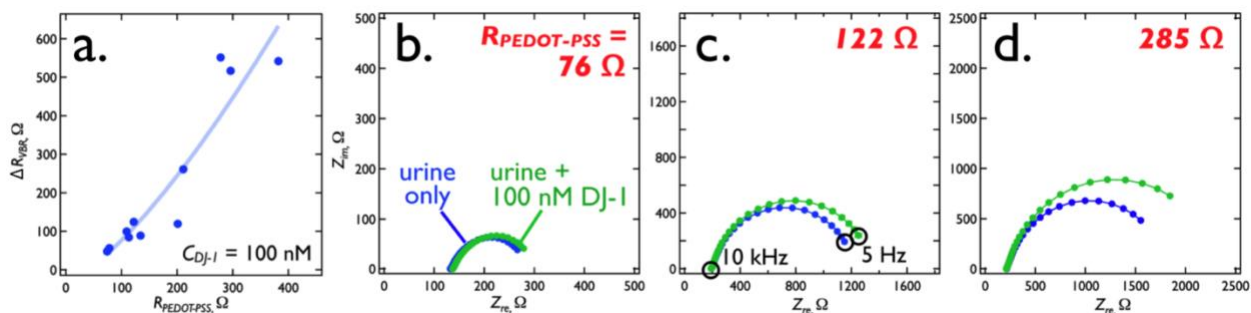 a.
600
500
400
300
200
100
0
ΔR_VBR, Ω
C_DJ-1 = 100 nM
0 100 200 300 400
R_PEDOT-PSS, Ω
b.
R_PEDOT-PSS =
76 Ω
500
400
300
200
100
0
Z_im, Ω
urine
only
urine +
100 nM DJ-1
0 100 200 300 400 500
Z_re, Ω
c.
122 Ω
1600
1200
800
400
0
10 kHz
5 Hz
400 800 1200 1600
Z_re, Ω
d.
285 Ω
2500
2000
1500
1000
500
0
0 500 1000 1500 2000 2500
Z_re, Ω